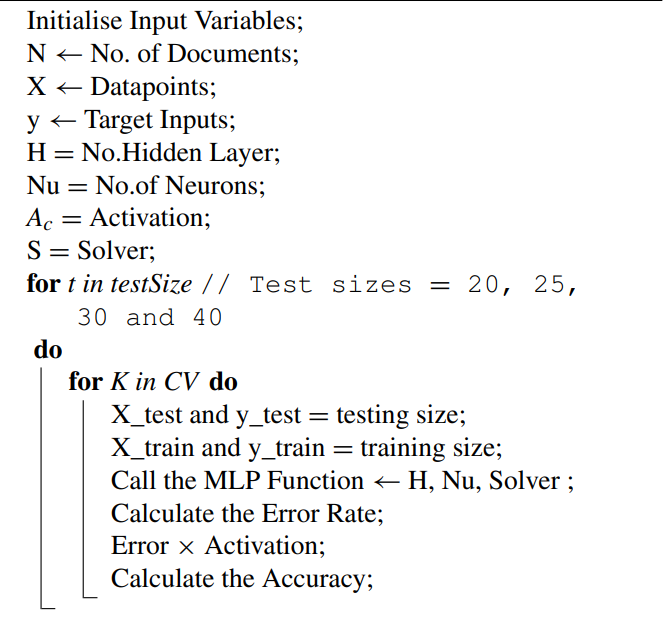 Initialise Input Variables;
N ← No. of Documents;
X ← Datapoints;
y ← Target Inputs;
H = No.Hidden Layer;
Nu = No.of Neurons;
Ac = Activation;
S = Solver;
for t in testSize // Test sizes = 20, 25,
30 and 40
do
for K in CV do
X_test and y_test = testing size;
X_train and y_train = training size;
Call the MLP Function ← H, Nu, Solver ;
Calculate the Error Rate;
Error × Activation;
Calculate the Accuracy;